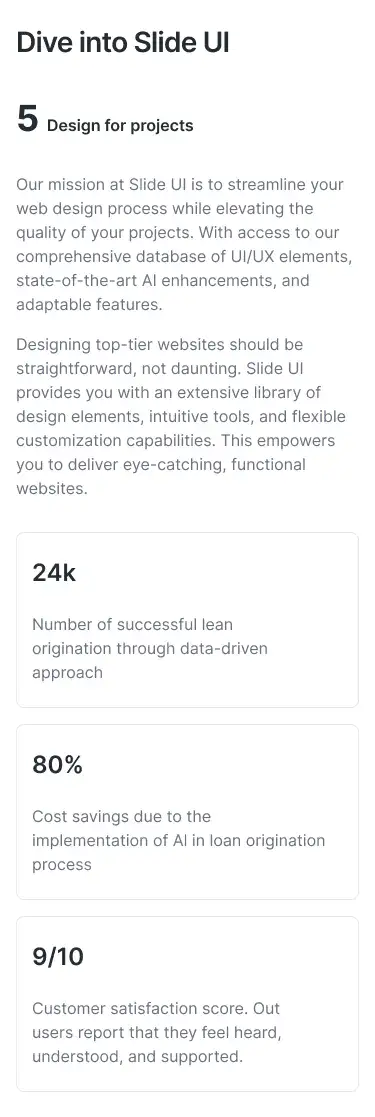 Dive into Slide UI
5 Design for projects
Our mission at Slide UI is to streamline your
web design process while elevating the
quality of your projects. With access to our
comprehensive database of UI/UX elements,
state-of-the-art AI enhancements, and
adaptable features.
Designing top-tier websites should be
straightforward, not daunting. Slide UI
provides you with an extensive library of
design elements, intuitive tools, and flexible
customization capabilities. This empowers
you to deliver eye-catching, functional
websites.
24k
Number of successful lean
origination through data-driven
approach
80%
Cost savings due to the
implementation of AI in loan origination
process
9/10
Customer satisfaction score. Out
users report that they feel heard,
understood, and supported.